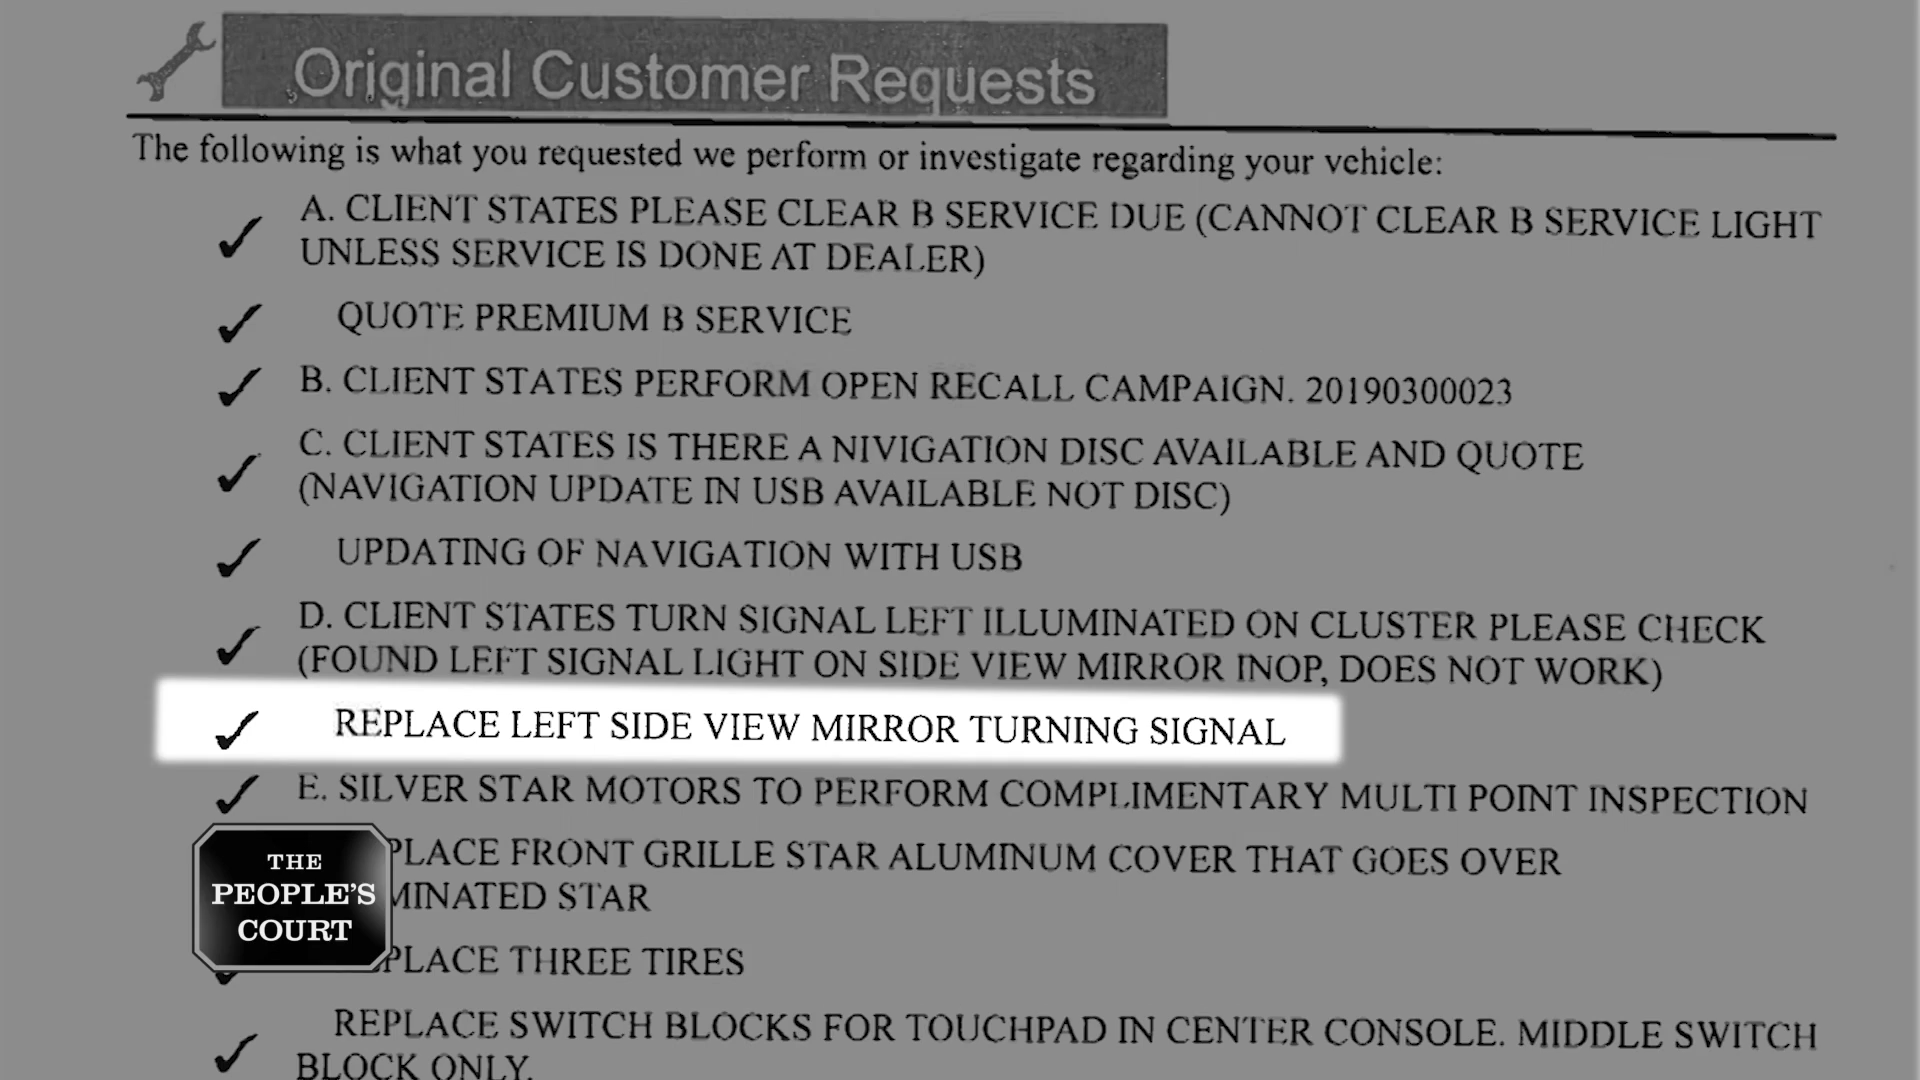 Original Customer Requests
The following is what you requested we perform or investigate regarding your vehicle:
A. CLIENT STATES PLEASE CLEAR B SERVICE DUE (CANNOT CLEAR B SERVICE LIGHT
UNLESS SERVICE IS DONE AT DEALER)
QUOTE PREMIUM B SERVICE
B. CLIENT STATES PERFORM OPEN RECALL CAMPAIGN. 20190300023
C. CLIENT STATES IS THERE A NIVIGATION DISC AVAILABLE AND QUOTE
(NAVIGATION UPDATE IN USB AVAILABLE NOT DISC)
UPDATING OF NAVIGATION WITH USB
D. CLIENT STATES TURN SIGNAL LEFT ILLUMINATED ON CLUSTER PLEASE CHECK
(FOUND LEFT SIGNAL LIGHT ON SIDE VIEW MIRROR INOP, DOES NOT WORK)
REPLACE LEFT SIDE VIEW MIRROR TURNING SIGNAL
E. SILVER STAR MOTORS TO PERFORM COMPLIMENTARY MULTI POINT INSPECTION
PLACE FRONT GRILLE STAR ALUMINUM COVER THAT GOES OVER
MINATED STAR
PLACE THREE TIRES
REPLACE SWITCH BLOCKS FOR TOUCHPAD IN CENTER CONSOLE. MIDDLE SWITCH
BLOCK ONLY.
THE
PEOPLE'S
COURT